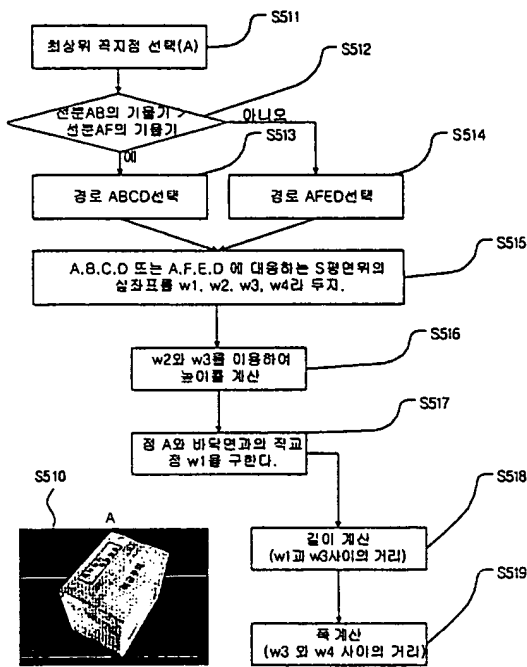 S511
최상위 꼭지점 선택(A)
S512
선분AB의 기울기 >
선분AF의 기울기
아니오
예
S513
S514
경로 ABCD선택
경로 AFED선택
S515
A,B,C,D 또는 A,F,E,D 에 대응하는 S평면위의
실좌표를 w1, w2, w3, w4라 두자.
S516
w2와 w3을 이용하여
높이를 계산
S517
점 A와 바닥면과의 직교
점 w1을 구한다.
S510
A
S518
길이 계산
(w1과 w3사이의 거리)
S519
폭계산
(w3 와 w4 사이의 거리)